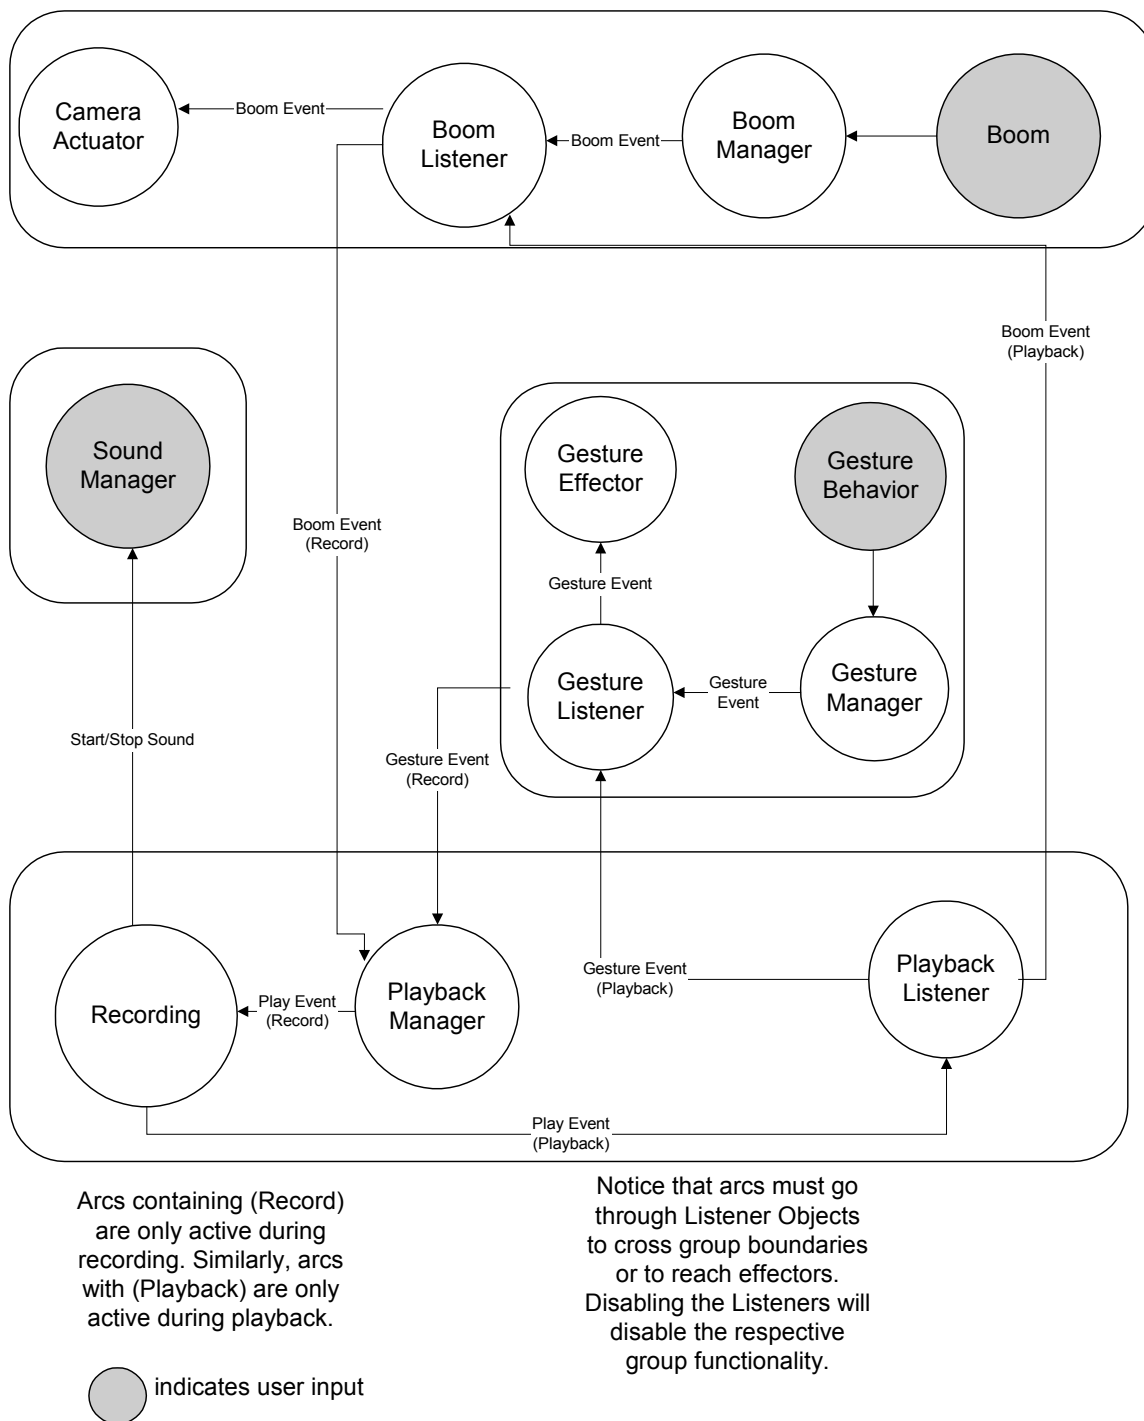 Camera
Actuator
Boom Event
Boom
Listener
Boom Event
Boom
Manager
Boom
Boom Event
(Playback)
Sound
Manager
Boom Event
(Record)
Gesture
Effector
Gesture
Behavior
Gesture Event
Gesture
Listener
Gesture
Event
Gesture
Manager
Start/Stop Sound
Gesture Event
(Record)
Recording
Play Event
(Record)
Playback
Manager
Gesture Event
(Playback)
Playback
Listener
Play Event
(Playback)
Arcs containing (Record)
are only active during
recording. Similarly, arcs
with (Playback) are only
active during playback.
Notice that arcs must go
through Listener Objects
to cross group boundaries
or to reach effectors.
Disabling the Listeners will
disable the respective
group functionality.
indicates user input